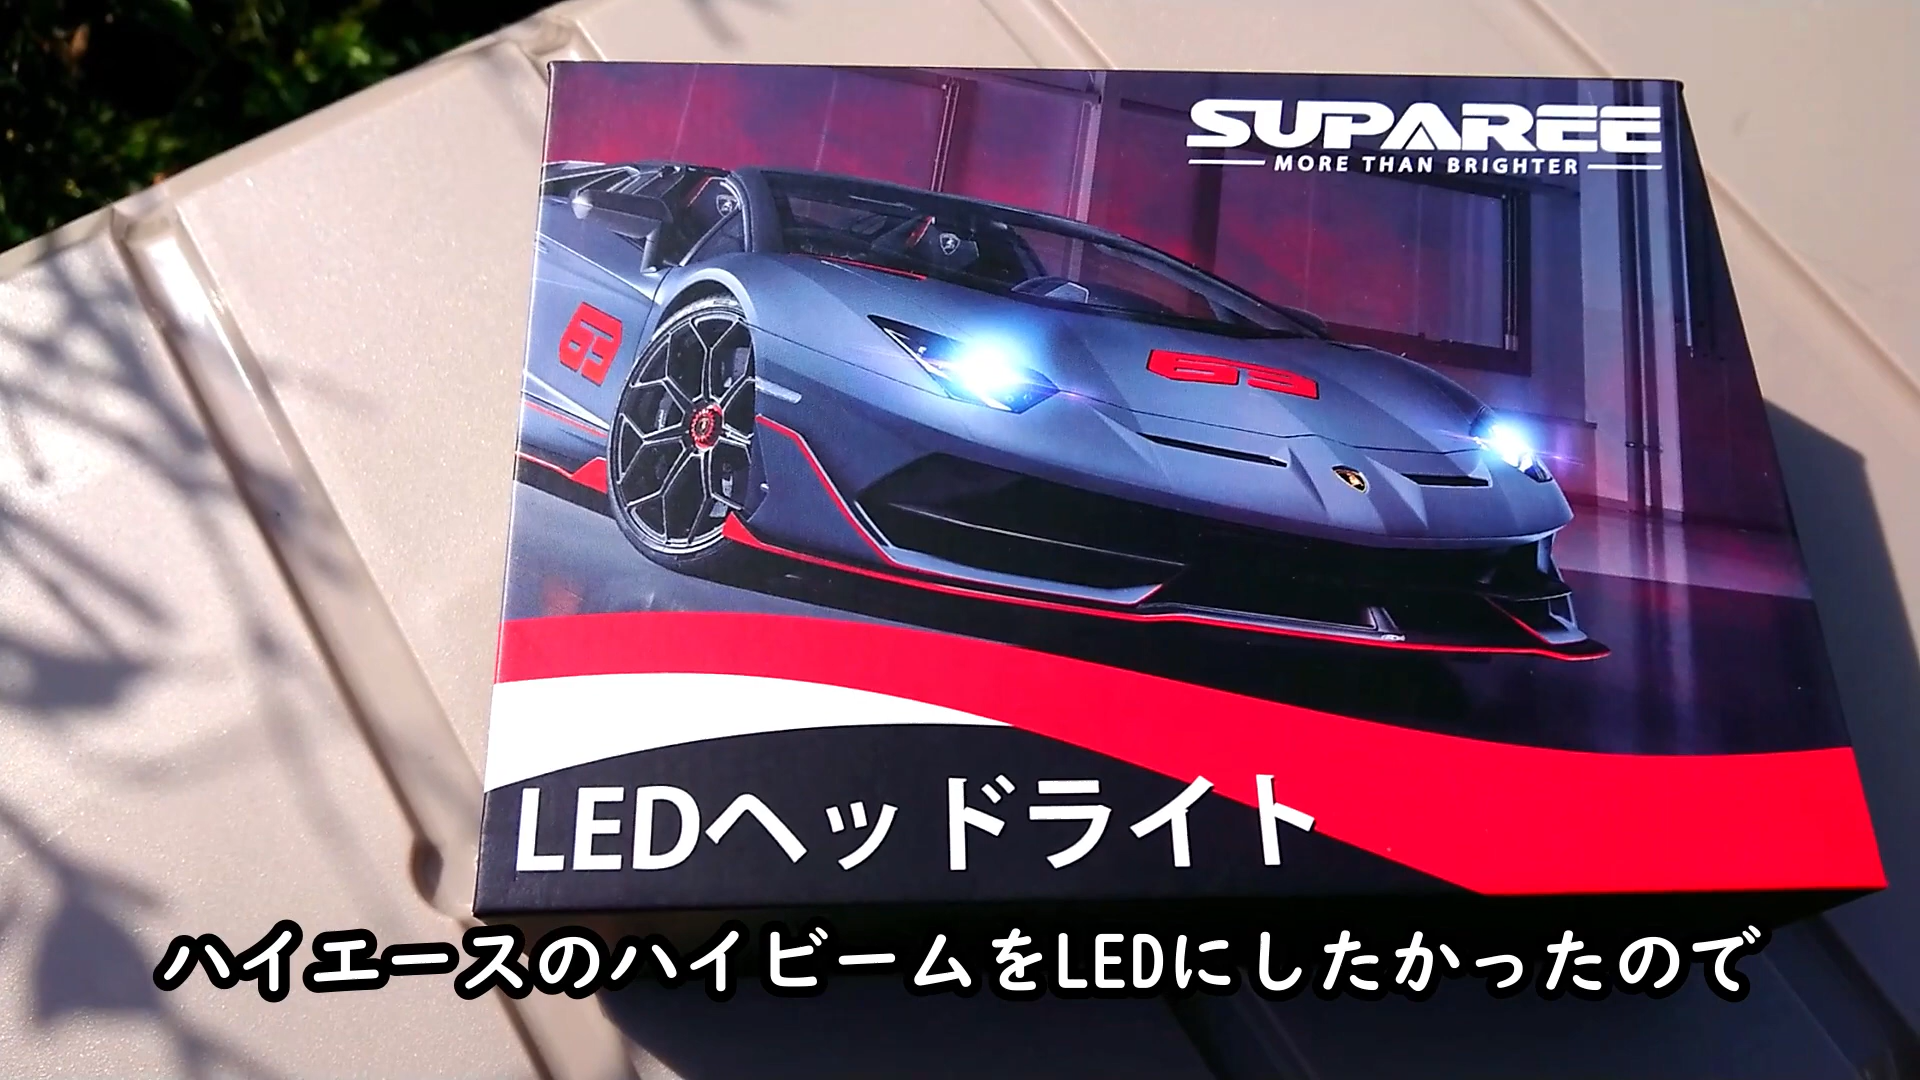 SUPAREE
MORE THAN BRIGHTER
63
63
LEDヘッドライト
ハイエースのハイビームをLEDにしたかったので